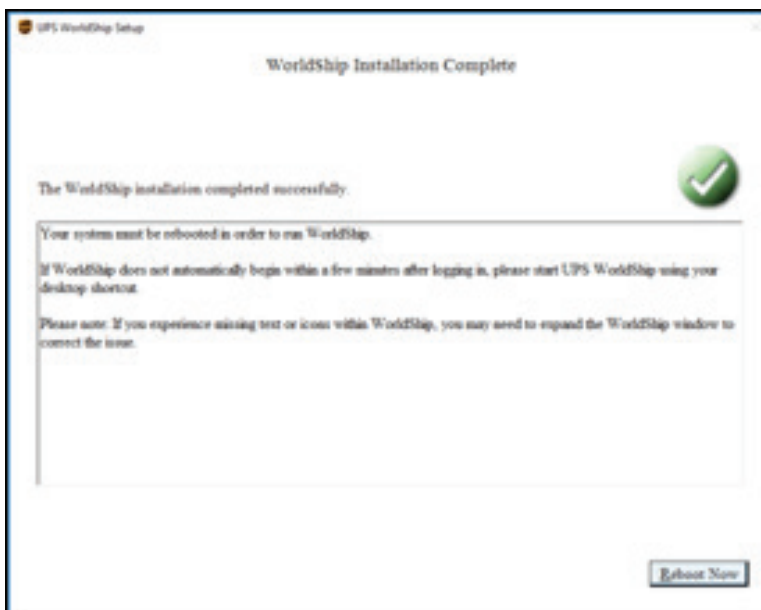 UPS WorldShip Setup
WorldShip Installation Complete
The WorldShip installation completed successfully.
Your system must be rebooted in order to run WorldShip.
If WorldShip does not automatically begin within a few minutes after logging in, please start UPS WorldShip using your
desktop shortcut.
Please note: If you experience missing text or icons within WorldShip, you may need to expand the WorldShip window to
correct the issue.
Reboot Now